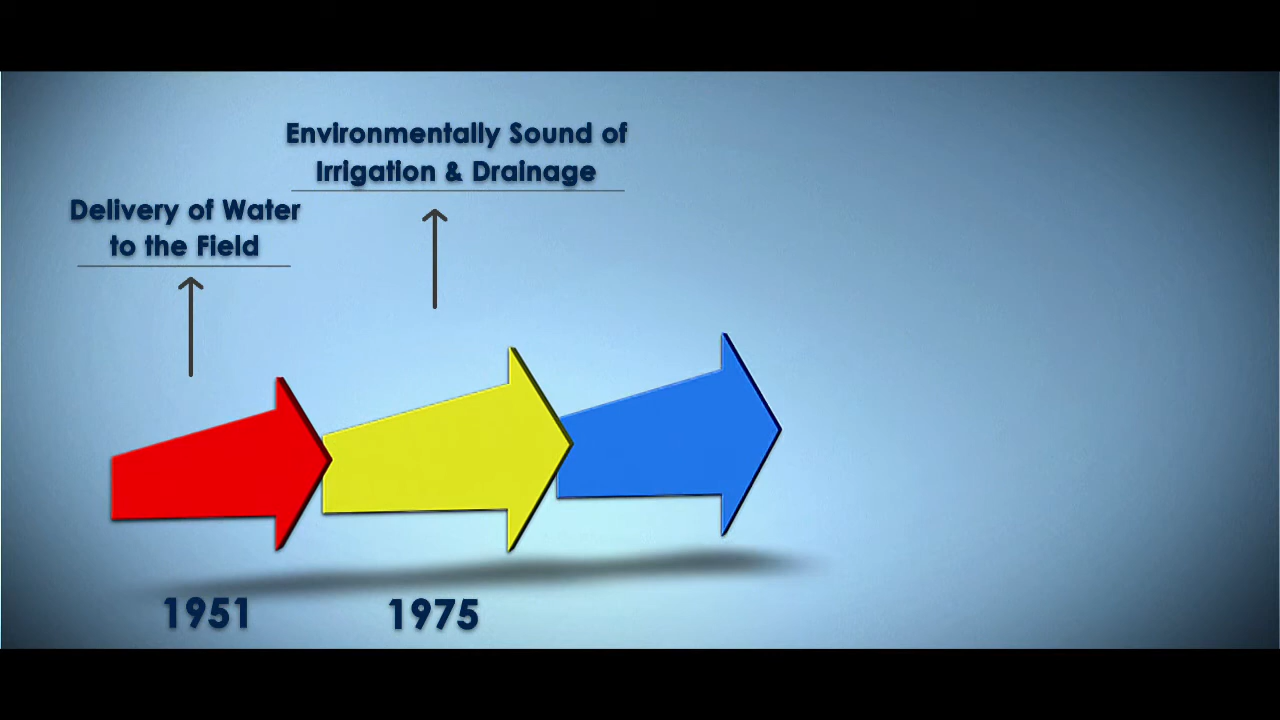 Environmentally Sound of
Irrigation & Drainage
Delivery of Water
to the Field
1951
1975